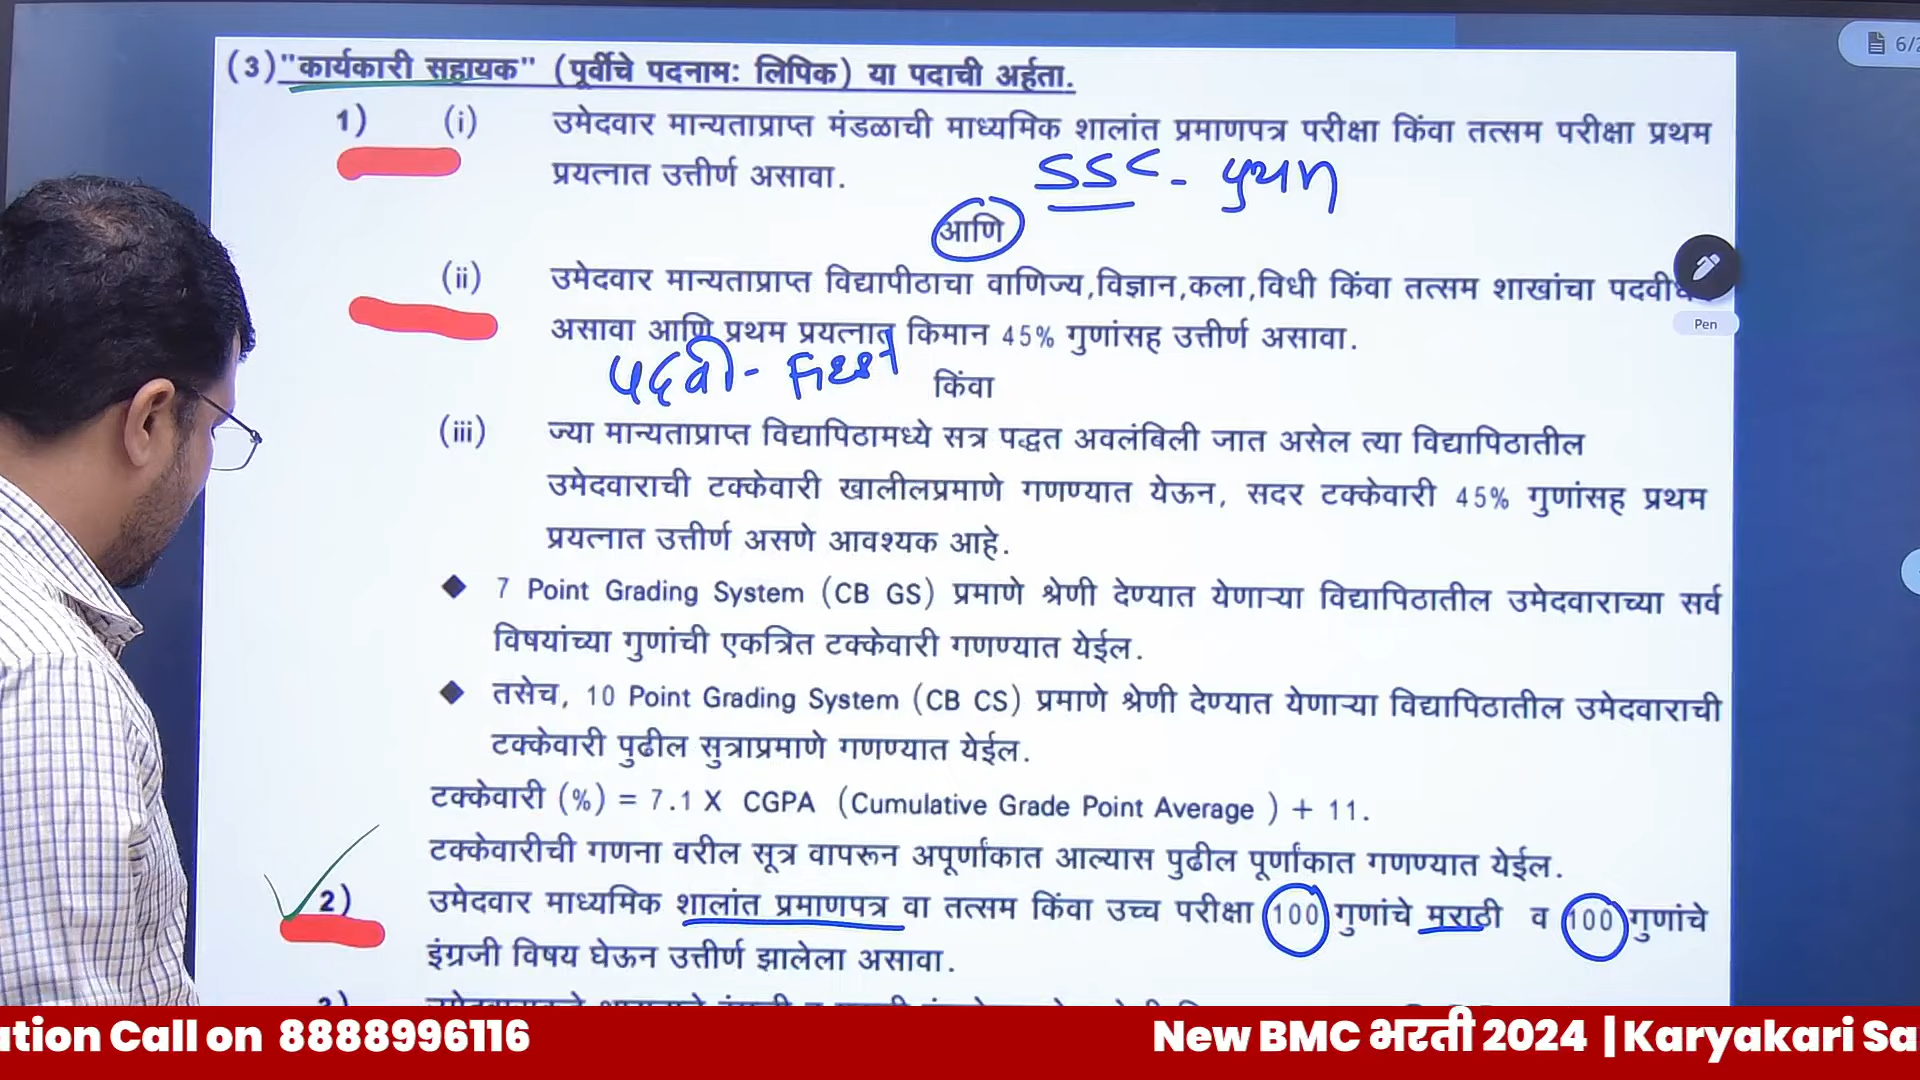 (3) "कार्यकारी सहायक" (पूर्वीचे पदनामः लिपिक) या पदाची अर्हता.
6/2
1) (i) उमेदवार मान्यताप्राप्त मंडळाची माध्यमिक शालांत प्रमाणपत्र परीक्षा किंवा तत्सम परीक्षा प्रथम
प्रयत्नात उत्तीर्ण असावा.
SSC - प्रथम
आणि
(ii) उमेदवार मान्यताप्राप्त विद्यापीठाचा वाणिज्य,विज्ञान,कला,विधी किंवा तत्सम शाखांचा
Pen
असावा आणि प्रथम प्रयत्नात किमान 45% गुणांसह उत्तीर्ण असावा.
पदवी - First
किंवा
(iii) ज्या मान्यताप्राप्त विद्यापिठामध्ये सत्र पद्धत अवलंबिली जात असेल त्या विद्यापिठातील
उमेदवाराची टक्केवारी खालीलप्रमाणे गणण्यात येऊन, सदर टक्केवारी 45% गुणांसह प्रथम
प्रयत्नात उत्तीर्ण असणे आवश्यक आहे.
◆ 7 Point Grading System (CB GS) प्रमाणे श्रेणी देण्यात येणाऱ्या विद्यापिठातील उमेदवाराच्या सर्व
विषयांच्या गुणांची एकत्रित टक्केवारी गणण्यात येईल.
◆ तसेच, 10 Point Grading System (CB CS) प्रमाणे श्रेणी देण्यात येणाऱ्या विद्यापिठातील उमेदवाराची
टक्केवारी पुढील सुत्राप्रमाणे गणण्यात येईल.
टक्केवारी (%) = 7.1 X CGPA (Cumulative Grade Point Average ) + 11.
टक्केवारीची गणना वरील सूत्र वापरून अपूर्णांकात आल्यास पुढील पूर्णांकात गणण्यात येईल.
2) उमेदवार माध्यमिक शालांत प्रमाणपत्र वा तत्सम किंवा उच्च परीक्षा 100 गुणांचे मराठी व 100 गुणांचे
इंग्रजी विषय घेऊन उत्तीर्ण झालेला असावा.
ation Call on 8888996116
New BMC भरती 2024 | Karyakari Sa